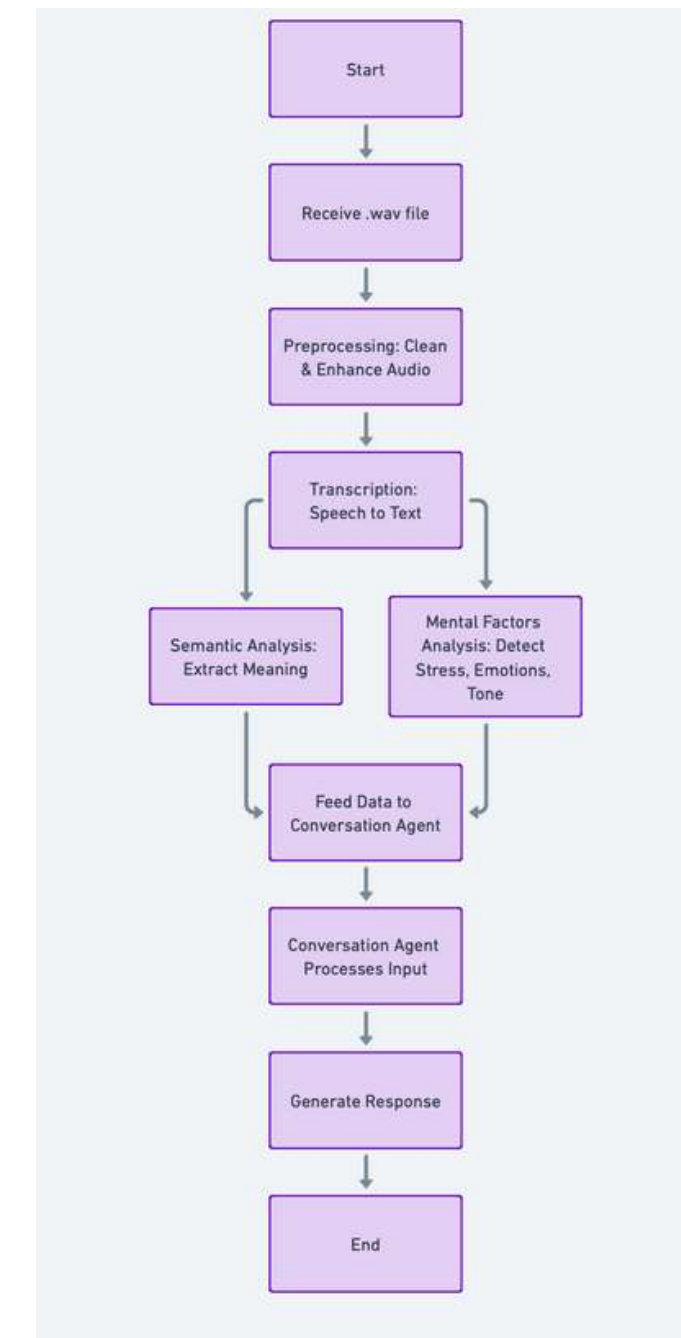 Start
Receive .wav file
Preprocessing: Clean
& Enhance Audio
Transcription:
Speech to Text
Semantic Analysis:
Extract Meaning
Mental Factors
Analysis: Detect
Stress, Emotions,
Tone
Feed Data to
Conversation Agent
Conversation Agent
Processes Input
Generate Response
End